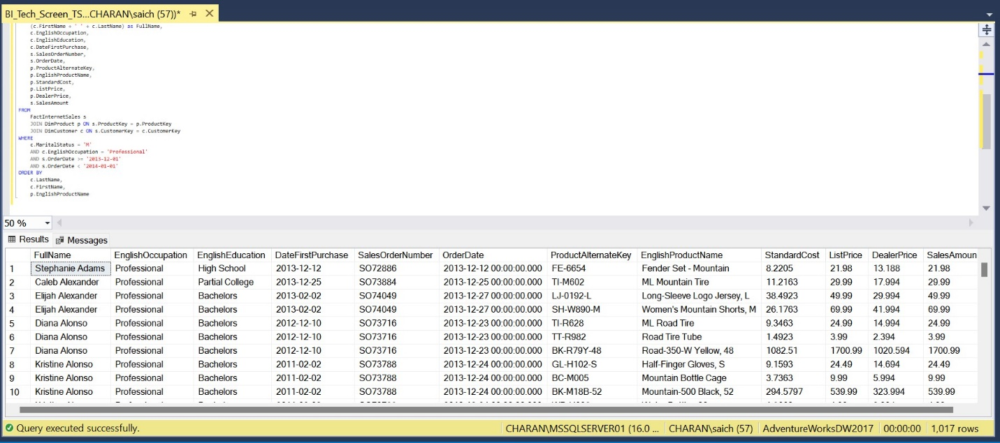 BI_Tech_Screen_TS...CHARAN\saich (57))*
(c.FirstName + ' ' + c.LastName) as FullName,
c.EnglishOccupation,
c.EnglishEducation,
c.DateFirstPurchase,
s.SalesOrderNumber,
s.OrderDate,
p.ProductAlternateKey,
p.EnglishProductName,
p.StandardCost,
p.ListPrice,
p.DealerPrice,
s.SalesAmount
FROM
FactInternetSales s
JOIN DimProduct p ON s.ProductKey = p.ProductKey
JOIN DimCustomer c ON s.CustomerKey = c.CustomerKey
WHERE
c.MaritalStatus = 'M'
AND c.EnglishOccupation = 'Professional'
AND s.OrderDate >= '2013-12-01'
AND s.OrderDate < '2014-01-01'
ORDER BY
c.LastName,
c.FirstName,
p.EnglishProductName
50 %
Results Messages
FullName EnglishOccupation EnglishEducation DateFirstPurchase SalesOrderNumber OrderDate ProductAlternateKey EnglishProductName StandardCost ListPrice DealerPrice SalesAmoun
1 Stephanie Adams Professional High School 2013-12-12 SO72886 2013-12-12 00:00:00.000 FE-6654 Fender Set - Mountain 8.2205 21.98 13.188 21.98
2 Caleb Alexander Professional Partial College 2013-12-25 SO73884 2013-12-25 00:00:00.000 TI-M602 ML Mountain Tire 11.2163 29.99 17.994 29.99
3 Elijah Alexander Professional Bachelors 2013-02-02 SO74049 2013-12-27 00:00:00.000 LJ-0192-L Long-Sleeve Logo Jersey, L 38.4923 49.99 29.994 49.99
4 Elijah Alexander Professional Bachelors 2013-02-02 SO74049 2013-12-27 00:00:00.000 SH-W890-M Women's Mountain Shorts, M 26.1763 69.99 41.994 69.99
5 Diana Alonso Professional Bachelors 2012-12-10 SO73716 2013-12-23 00:00:00.000 TI-R628 ML Road Tire 9.3463 24.99 14.994 24.99
6 Diana Alonso Professional Bachelors 2012-12-10 SO73716 2013-12-23 00:00:00.000 TT-R982 Road Tire Tube 1.4923 3.99 2.394 3.99
7 Diana Alonso Professional Bachelors 2012-12-10 SO73716 2013-12-23 00:00:00.000 BK-R79Y-48 Road-350-W Yellow, 48 1082.51 1700.99 1020.594 1700.99
8 Kristine Alonso Professional Bachelors 2011-02-02 SO73788 2013-12-24 00:00:00.000 GL-H102-S Half-Finger Gloves, S 9.1593 24.49 14.694 24.49
9 Kristine Alonso Professional Bachelors 2011-02-02 SO73788 2013-12-24 00:00:00.000 BC-M005 Mountain Bottle Cage 3.7363 9.99 5.994 9.99
10 Kristine Alonso Professional Bachelors 2011-02-02 SO73788 2013-12-24 00:00:00.000 BK-M18B-52 Mountain-500 Black, 52 294.5797 539.99 323.994 539.99
Query executed successfully. CHARAN\MSSQLSERVER01 (16.0 ... CHARAN\saich (57) AdventureWorksDW2017 00:00:00 1,017 rows